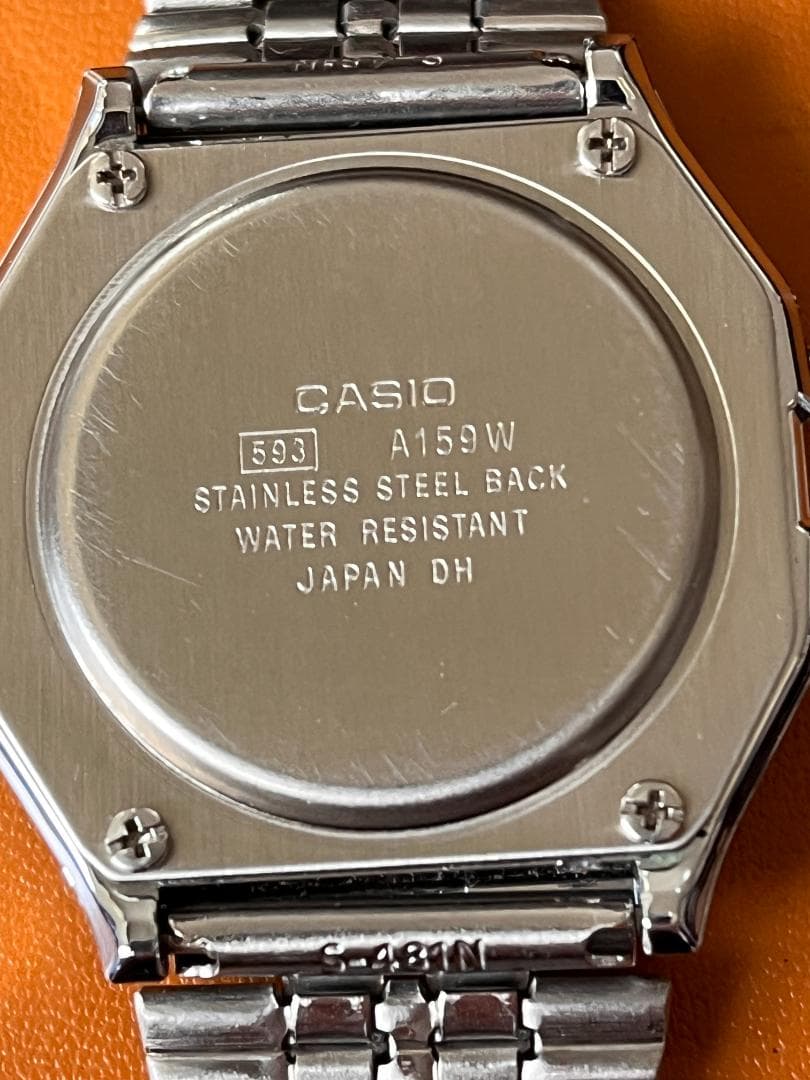 CASIO
593 A159W
STAINLESS STEEL BACK
WATER RESISTANT
JAPAN DH
S-481N